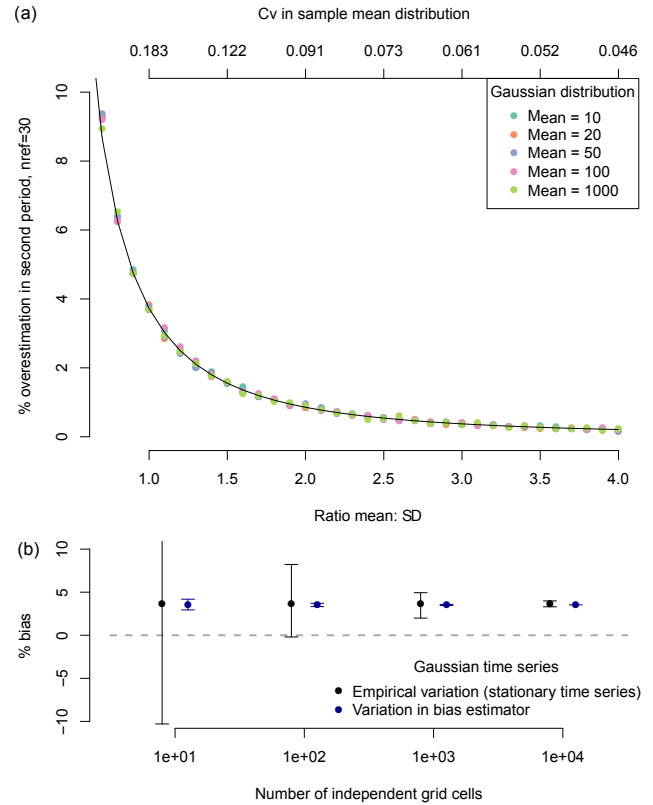 (a)
Cv in sample mean distribution
0.183 0.122 0.091 0.073 0.061 0.052 0.046
% overestimation in second period, nref=30
10
8
6
4
2
0
Gaussian distribution
Mean = 10
Mean = 20
Mean = 50
Mean = 100
Mean = 1000
1.0 1.5 2.0 2.5 3.0 3.5 4.0
Ratio mean: SD
(b)
% bias
10
5
0
−5
−10
Gaussian time series
Empirical variation (stationary time series)
Variation in bias estimator
1e+01 1e+02 1e+03 1e+04
Number of independent grid cells